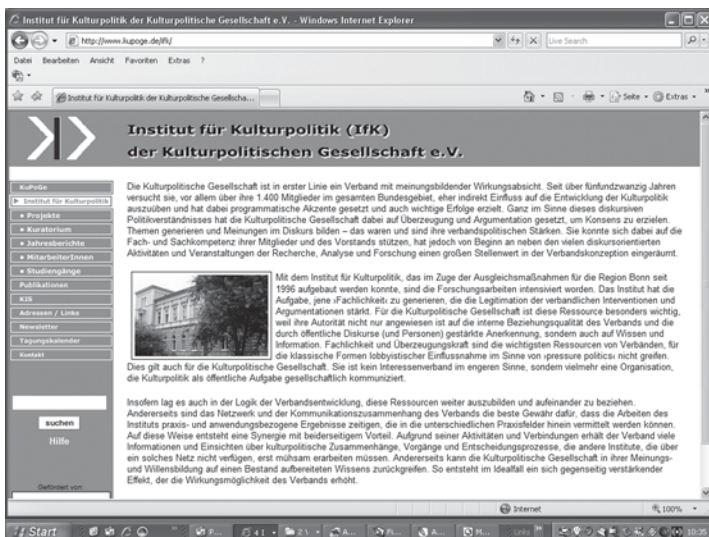 Institut für Kulturpolitik der Kulturpolitische Gesellschaft e.V. - Windows Internet Explorer
http://www.kupoge.de/ifk/
Live Search
Datei Bearbeiten Ansicht Favoriten Extras ?
Institut für Kulturpolitik der Kulturpolitische Gesellscha...
Seite
Extras
Institut für Kulturpolitik (IfK)
der Kulturpolitischen Gesellschaft e.V.
KuPoGe
Institut für Kulturpolitik
• Projekte
• Kuratorium
• Jahresberichte
• MitarbeiterInnen
• Studiengänge
Publikationen
KIS
Adressen / Links
Newsletter
Tagungskalender
Kontakt
suchen
Hilfe
Gefördert von:
Die Kulturpolitische Gesellschaft ist in erster Linie ein Verband mit meinungsbildender Wirkungsabsicht. Seit über fünfundzwanzig Jahren
versucht sie, vor allem über ihre 1.400 Mitglieder im gesamten Bundesgebiet, eher indirekt Einfluss auf die Entwicklung der Kulturpolitik
auszuüben und hat dabei programmatische Akzente gesetzt und auch wichtige Erfolge erzielt. Ganz im Sinne dieses diskursiven
Politikverständnisses hat die Kulturpolitische Gesellschaft dabei auf Überzeugung und Argumentation gesetzt, um Konsens zu erzielen.
Themen generieren und Meinungen im Diskurs bilden – das waren und sind ihre verbandspolitischen Stärken. Sie konnte sich dabei auf die
Fach- und Sachkompetenz ihrer Mitglieder und des Vorstands stützen, hat jedoch von Beginn an neben den vielen diskursorientierten
Aktivitäten und Veranstaltungen der Recherche, Analyse und Forschung einen großen Stellenwert in der Verbandskonzeption eingeräumt.
Mit dem Institut für Kulturpolitik, das im Zuge der Ausgleichsmaßnahmen für die Region Bonn seit
1996 aufgebaut werden konnte, sind die Forschungsarbeiten intensiviert worden. Das Institut hat die
Aufgabe, jene ›Fachlichkeit‹ zu generieren, die die Legitimation der verbandlichen Interventionen und
Argumentationen stärkt. Für die Kulturpolitische Gesellschaft ist diese Ressource besonders wichtig,
weil ihre Autorität nicht nur angewiesen ist auf die interne Beziehungsqualität des Verbands und die
durch öffentliche Diskurse (und Personen) gestärkte Anerkennung, sondern auch auf Wissen und
Information. Fachlichkeit und Überzeugungskraft sind die wichtigsten Ressourcen von Verbänden, für
die klassische Formen lobbyistischer Einflussnahme im Sinne von ›pressure politics‹ nicht greifen.
Dies gilt auch für die Kulturpolitische Gesellschaft. Sie ist kein Interessenverband im engeren Sinne, sondern vielmehr eine Organisation,
die Kulturpolitik als öffentliche Aufgabe gesellschaftlich kommuniziert.
Insofern lag es auch in der Logik der Verbandsentwicklung, diese Ressourcen weiter auszubilden und aufeinander zu beziehen.
Andererseits sind das Netzwerk und der Kommunikationszusammenhang des Verbands die beste Gewähr dafür, dass die Arbeiten des
Instituts praxis- und anwendungsbezogene Ergebnisse zeitigen, die in die unterschiedlichen Praxisfelder hinein vermittelt werden können.
Auf diese Weise entsteht eine Synergie mit beiderseitigem Vorteil. Aufgrund seiner Aktivitäten und Verbindungen erhält der Verband viele
Informationen und Einsichten über kulturpolitische Zusammenhänge, Vorgänge und Entscheidungsprozesse, die andere Institute, die über
ein solches Netz nicht verfügen, erst mühsam erarbeiten müssen. Andererseits kann die Kulturpolitische Gesellschaft in ihrer Meinungs-
und Willensbildung auf einen Bestand aufbereiteten Wissens zurückgreifen. So entsteht im Idealfall ein sich gegenseitig verstärkender
Effekt, der die Wirkungsmöglichkeit des Verbands erhöht.
Internet
100%
Start
Links
10:35